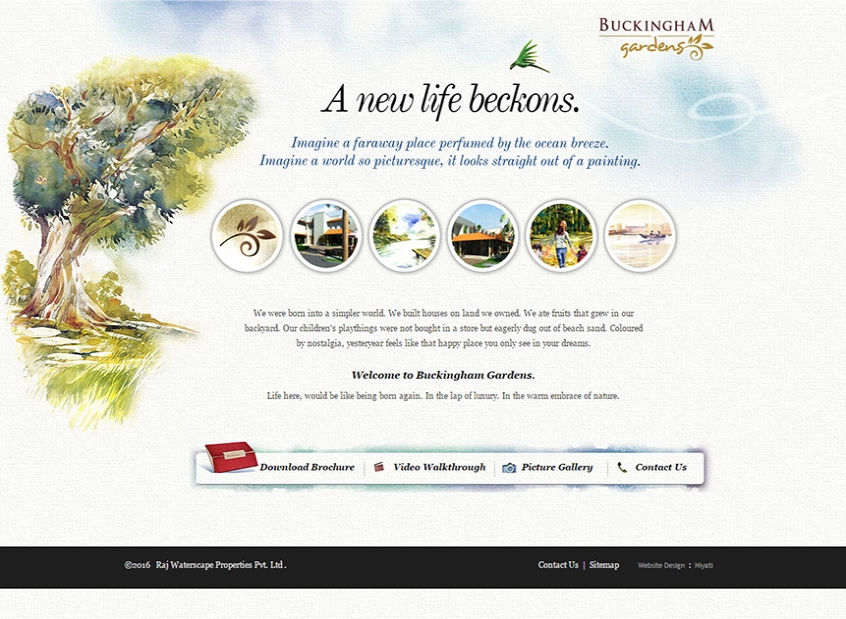 BUCKINGHAM
gardens
A new life beckons.
Imagine a faraway place perfumed by the ocean breeze.
Imagine a world so picturesque, it looks straight out of a painting.
We were born into a simpler world. We built houses on land we owned. We ate fruits that grew in our
backyard. Our children's playthings were not bought in a store but eagerly dug out of beach sand. Coloured
by nostalgia, yesteryear feels like that happy place you only see in your dreams.
Welcome to Buckingham Gardens.
Life here, would be like being born again. In the lap of luxury. In the warm embrace of nature.
Download Brochure Video Walkthrough Picture Gallery Contact Us
©2016 Raj Waterscape Properties Pvt. Ltd . Contact Us | Sitemap Website Design : Niyati